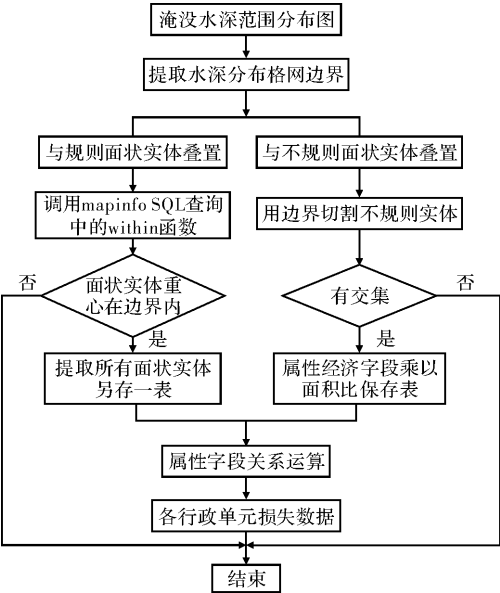 淹没水深范围分布图
提取水深分布格网边界
与规则面状实体叠置
与不规则面状实体叠置
调用mapinfo SQL查询
中的within函数
用边界切割不规则实体
否
面状实体重
心在边界内
有交集
否
是
是
提取所有面状实体
另存一表
属性经济字段乘以
面积比保存表
属性字段关系运算
各行政单元损失数据
结束